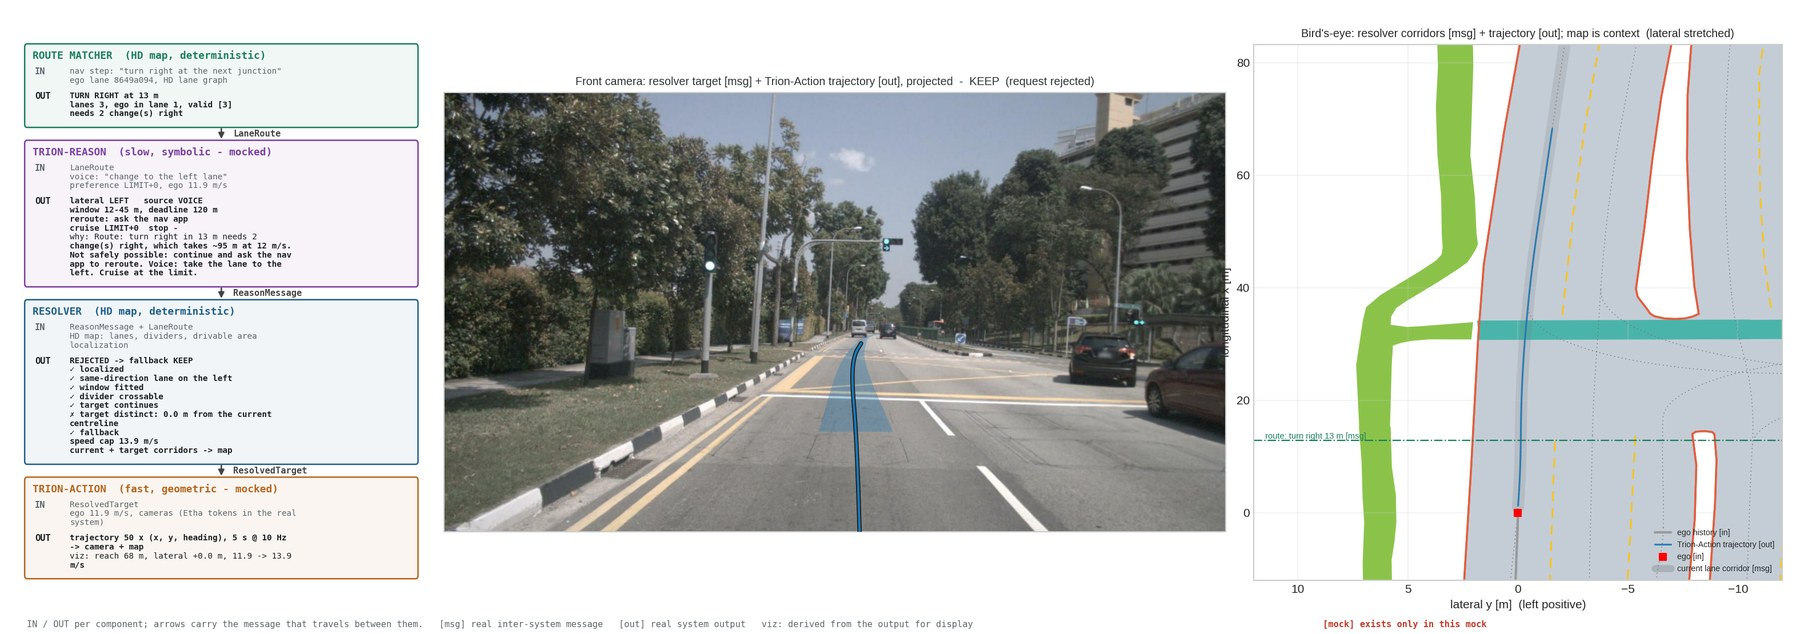 ROUTE MATCHER  (HD map, deterministic)
IN  nav step: "turn right at the next junction"
ego lane 8649a094, HD lane graph
OUT  TURN RIGHT at 13 m
lanes 3, ego in lane 1, valid [3]
needs 2 change(s) right
LaneRoute
TRION-REASON  (slow, symbolic - mocked)
IN  LaneRoute
voice: "change to the left lane"
preference LIMIT+0, ego 11.9 m/s
OUT  lateral LEFT   source VOICE
window 12-45 m, deadline 120 m
reroute: ask the nav app
cruise LIMIT+0  stop -
why: Route: turn right in 13 m needs 2
change(s) right, which takes ~95 m at 12 m/s.
Not safely possible: continue and ask the nav
app to reroute. Voice: take the lane to the
left. Cruise at the limit.
ReasonMessage
RESOLVER  (HD map, deterministic)
IN  ReasonMessage + LaneRoute
HD map: lanes, dividers, drivable area
localization
OUT  REJECTED -> fallback KEEP
✓ localized
✓ same-direction lane on the left
✓ window fitted
✓ divider crossable
✓ target continues
✗ target distinct: 0.0 m from the current
centreline
✓ fallback
speed cap 13.9 m/s
current + target corridors -> map
ResolvedTarget
TRION-ACTION  (fast, geometric - mocked)
IN  ResolvedTarget
ego 11.9 m/s, cameras (Etha tokens in the real
system)
OUT  trajectory 50 x (x, y, heading), 5 s @ 10 Hz
-> camera + map
viz: reach 68 m, lateral +0.0 m, 11.9 -> 13.9
m/s
Front camera: resolver target [msg] + Trion-Action trajectory [out], projected  -  KEEP  (request rejected)
Bird's-eye: resolver corridors [msg] + trajectory [out]; map is context  (lateral stretched)
longitudinal x [m]
80
60
40
20
0
route: turn right 13 m [msg]
ego history [in]
Trion-Action trajectory [out]
ego [in]
current lane corridor [msg]
10
5
0
−5
−10
lateral y [m]  (left positive)
IN / OUT per component; arrows carry the message that travels between them.   [msg] real inter-system message   [out] real system output   viz: derived from the output for display
[mock] exists only in this mock